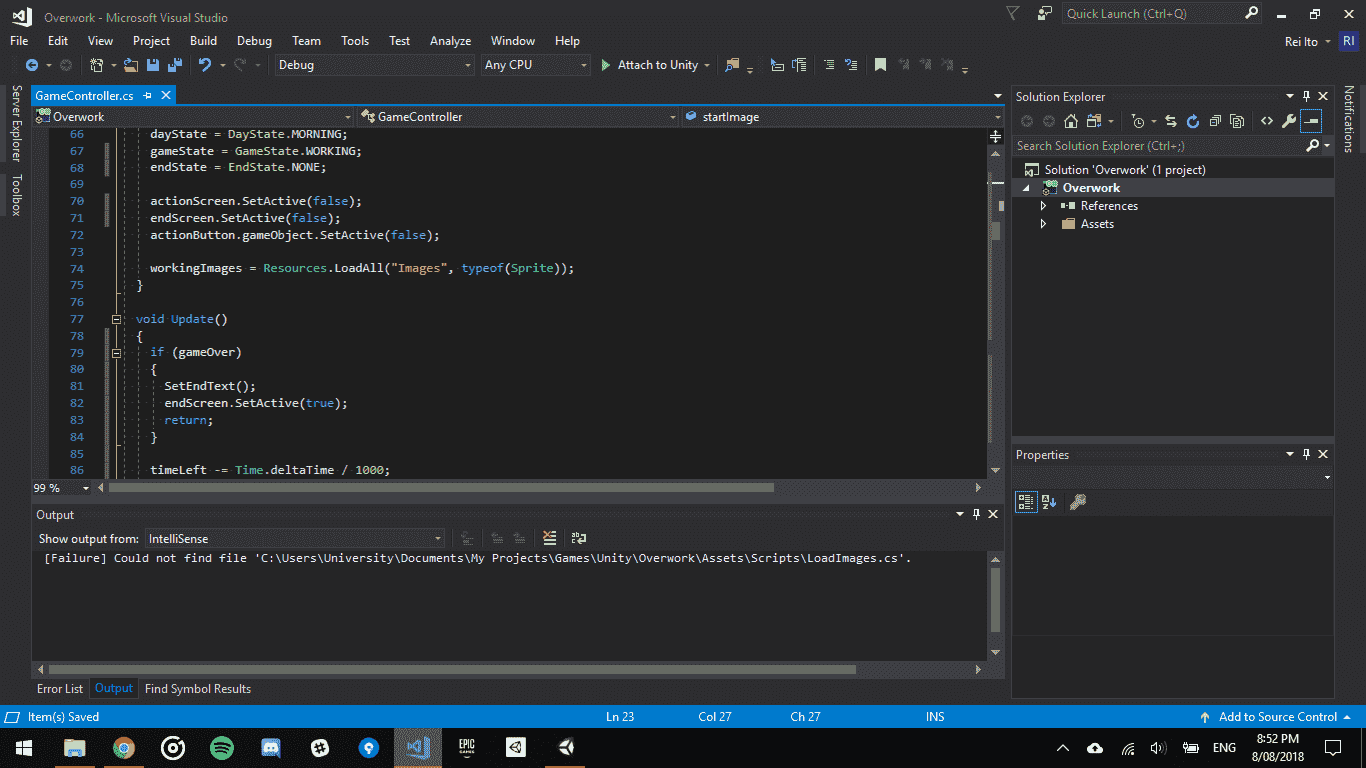 Overwork - Microsoft Visual Studio
Quick Launch (Ctrl+Q)
File Edit View Project Build Debug Team Tools Test Analyze Window Help
Rei Ito RI
Debug Any CPU Attach to Unity
Server Explorer
Toolbox
GameController.cs
Overwork GameController startImage
66 dayState = DayState.MORNING;
67 gameState = GameState.WORKING;
68 endState = EndState.NONE;
69
70 actionScreen.SetActive(false);
71 endScreen.SetActive(false);
72 actionButton.gameObject.SetActive(false);
73
74 workingImages = Resources.LoadAll("Images", typeof(Sprite));
75 }
76
77 void Update()
78 {
79 if (gameOver)
80 {
81 SetEndText();
82 endScreen.SetActive(true);
83 return;
84 }
85
86 timeLeft -= Time.deltaTime / 1000;
99 %
Output
Show output from: IntelliSense
[Failure] Could not find file 'C:\Users\University\Documents\My Projects\Games\Unity\Overwork\Assets\Scripts\LoadImages.cs'.
Error List Output Find Symbol Results
Solution Explorer
Search Solution Explorer (Ctrl+;)
Solution 'Overwork' (1 project)
Overwork
References
Assets
Properties
Notifications
Item(s) Saved Ln 23 Col 27 Ch 27 INS Add to Source Control
EPIC
GAMES
ENG
8:52 PM
8/08/2018